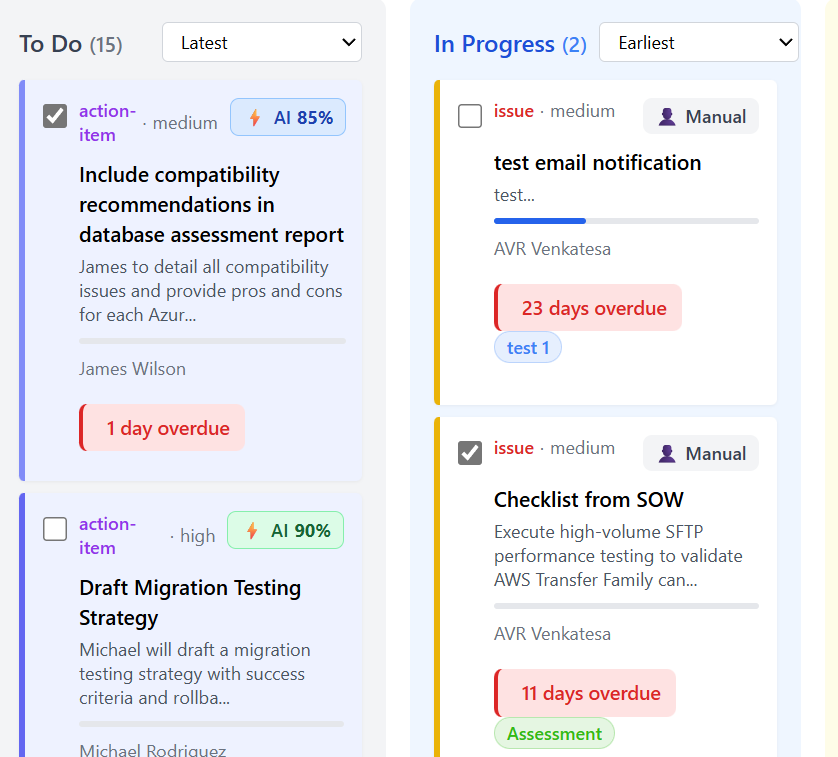 To Do (15)
Latest
action-
item
· medium
AI 85%
Include compatibility
recommendations in
database assessment report
James to detail all compatibility
issues and provide pros and cons
for each Azur...
James Wilson
1 day overdue
action-
item
· high
AI 90%
Draft Migration Testing
Strategy
Michael will draft a migration
testing strategy with success
criteria and rollba...
Michael Rodriguez
In Progress (2)
Earliest
issue · medium
Manual
test email notification
test...
AVR Venkatesa
23 days overdue
test 1
issue · medium
Manual
Checklist from SOW
Execute high-volume SFTP
performance testing to validate
AWS Transfer Family can...
AVR Venkatesa
11 days overdue
Assessment